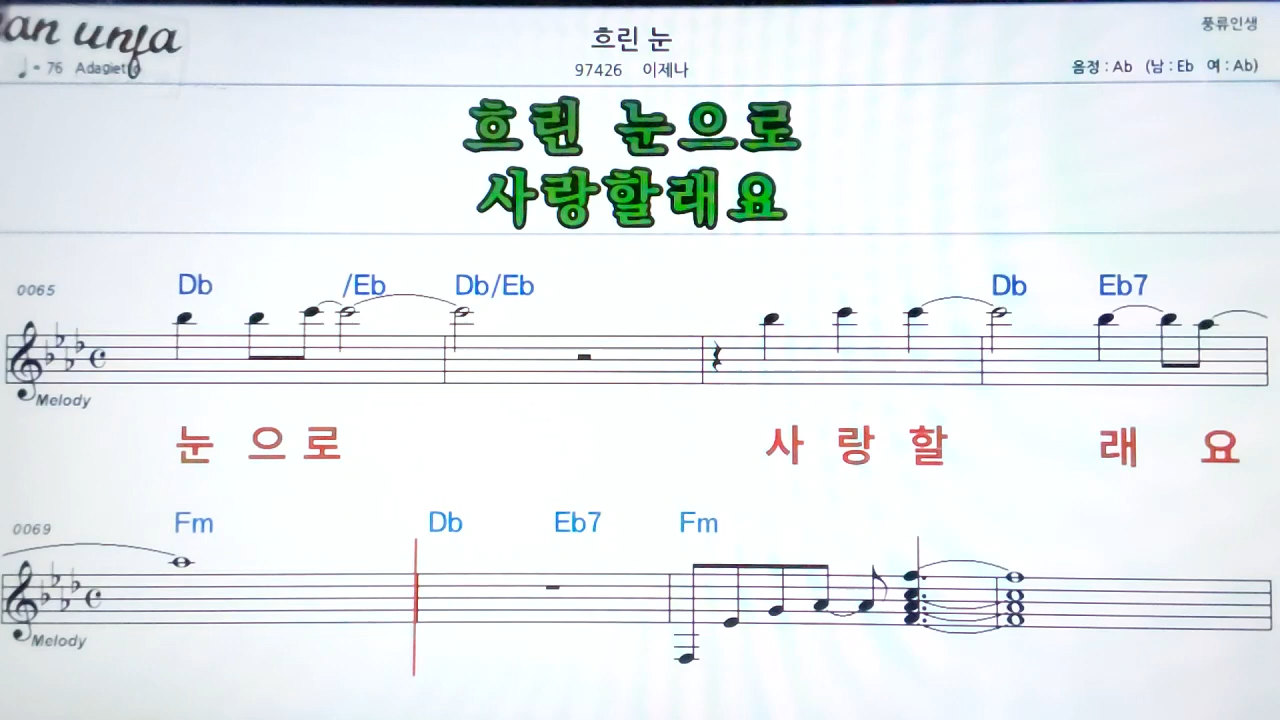 an unja
풍류인생
흐린 눈
♩= 76 Adagietto
97426 이제나
음정 : Ab (남 : Eb 여 : Ab)
흐린 눈으로
사랑할래요
0065 Db /Eb Db/Eb Db Eb7
Melody
눈 으 로 사 랑 할 래 요
0069 Fm Db Eb7 Fm
Melody